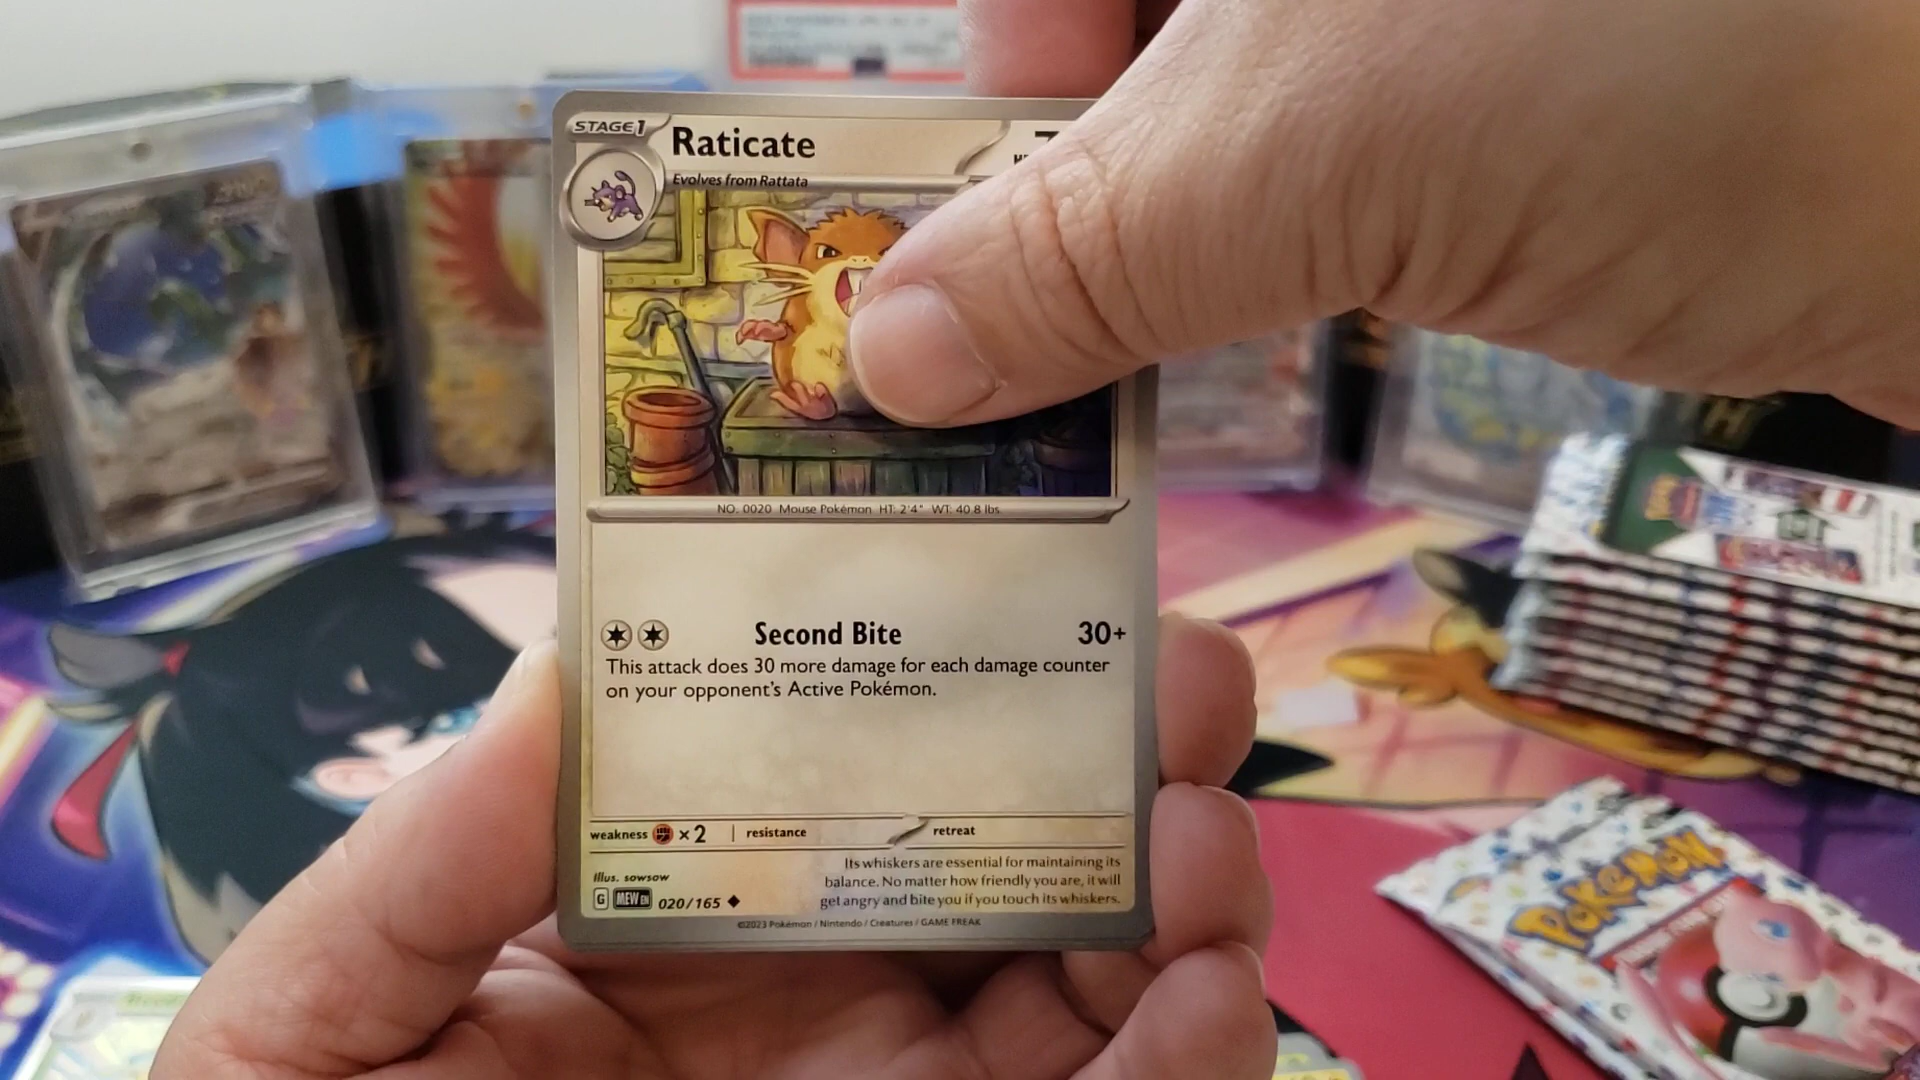 STAGE 1
Raticate
Evolves from Rattata
NO. 0020 Mouse Pokémon HT: 2'4" WT: 40.8 lbs.
Second Bite 30+
This attack does 30 more damage for each damage counter
on your opponent's Active Pokémon.
weakness ×2 resistance retreat
Its whiskers are essential for maintaining its
balance. No matter how friendly you are, it will
get angry and bite you if you touch its whiskers.
Illus. sowsow
G MEW EN 020/165
©2023 Pokémon / Nintendo / Creatures / GAME FREAK
POKéMON